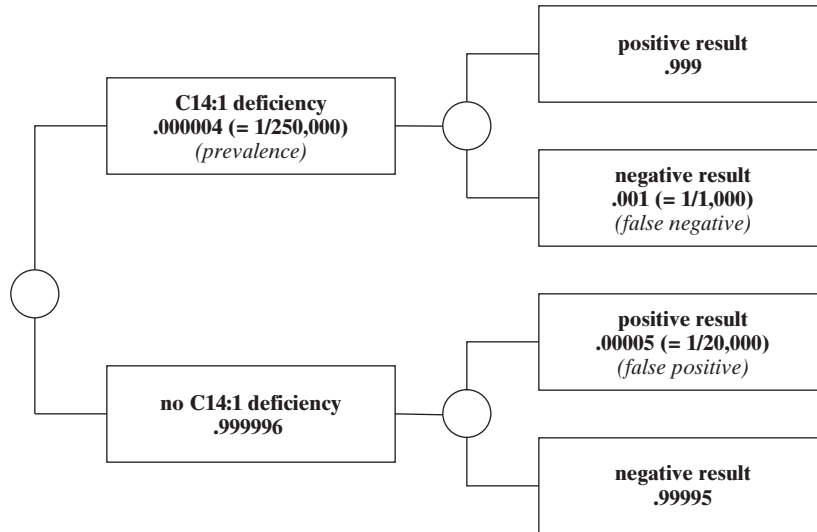 positive result
.999
C14:1 deficiency
.000004 (= 1/250,000)
(prevalence)
negative result
.001 (= 1/1,000)
(false negative)
positive result
.00005 (= 1/20,000)
(false positive)
no C14:1 deficiency
.999996
negative result
.99995